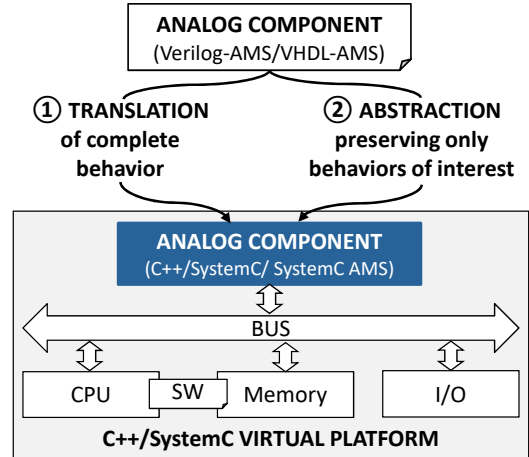 ANALOG COMPONENT
(Verilog-AMS/VHDL-AMS)
① TRANSLATION
of complete
behavior
② ABSTRACTION
preserving only
behaviors of interest
ANALOG COMPONENT
(C++/SystemC/ SystemC AMS)
BUS
CPU
SW
Memory
I/O
C++/SystemC VIRTUAL PLATFORM